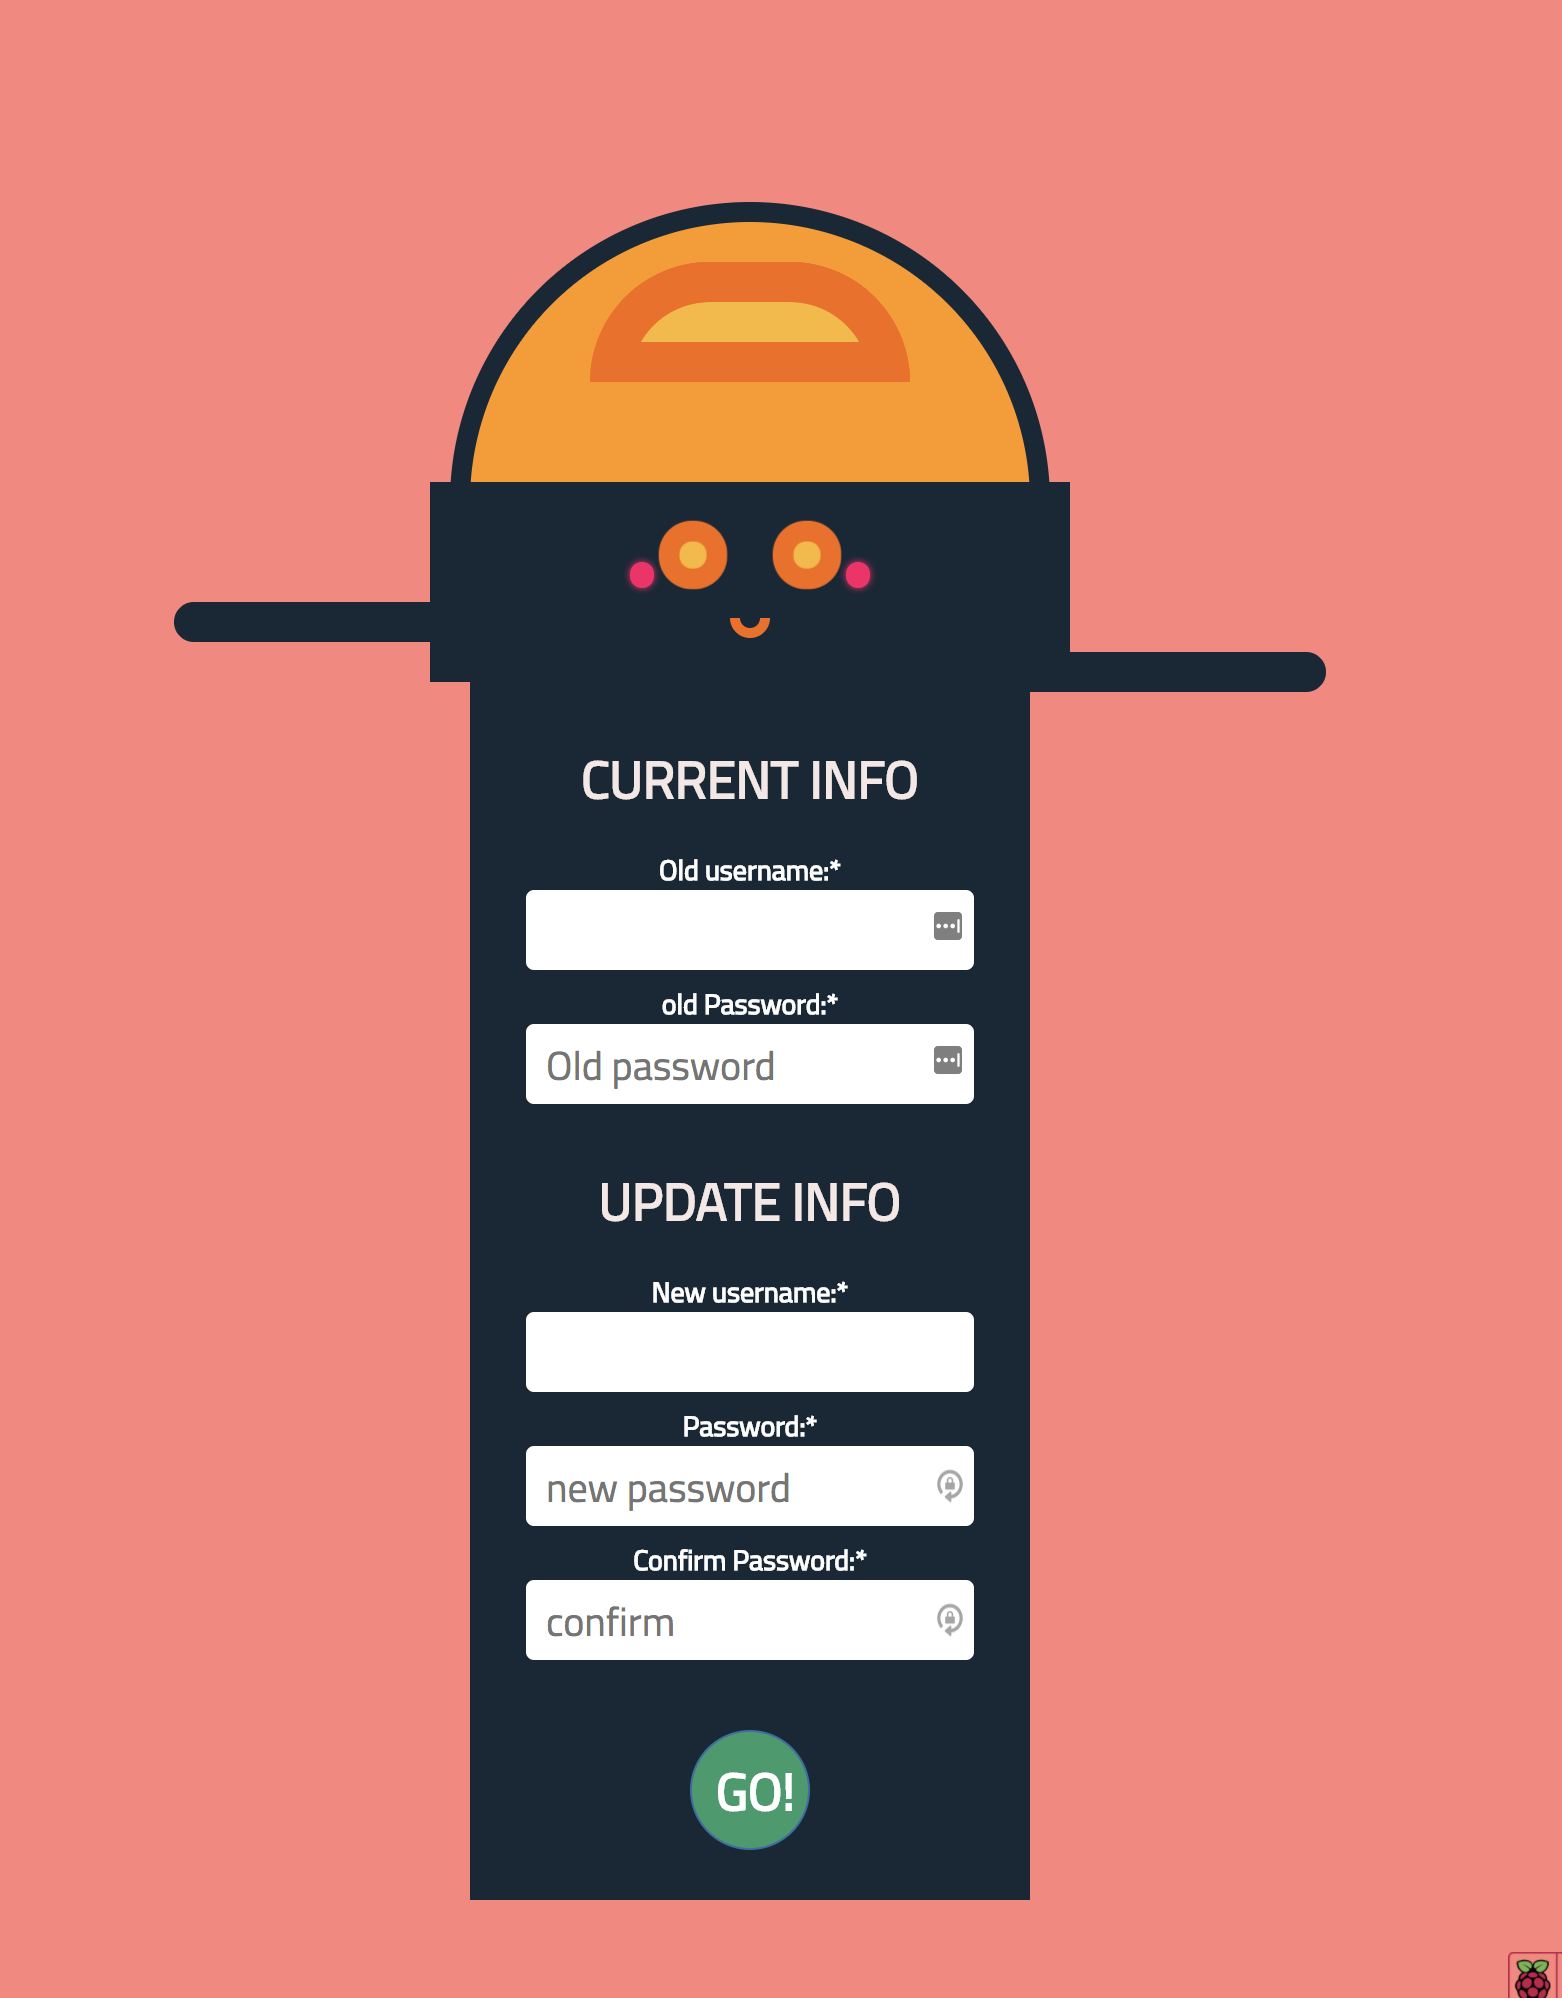 CURRENT INFO
Old username:*
old Password:*
Old password
UPDATE INFO
New username:*
Password:*
new password
Confirm Password:*
confirm
GO!